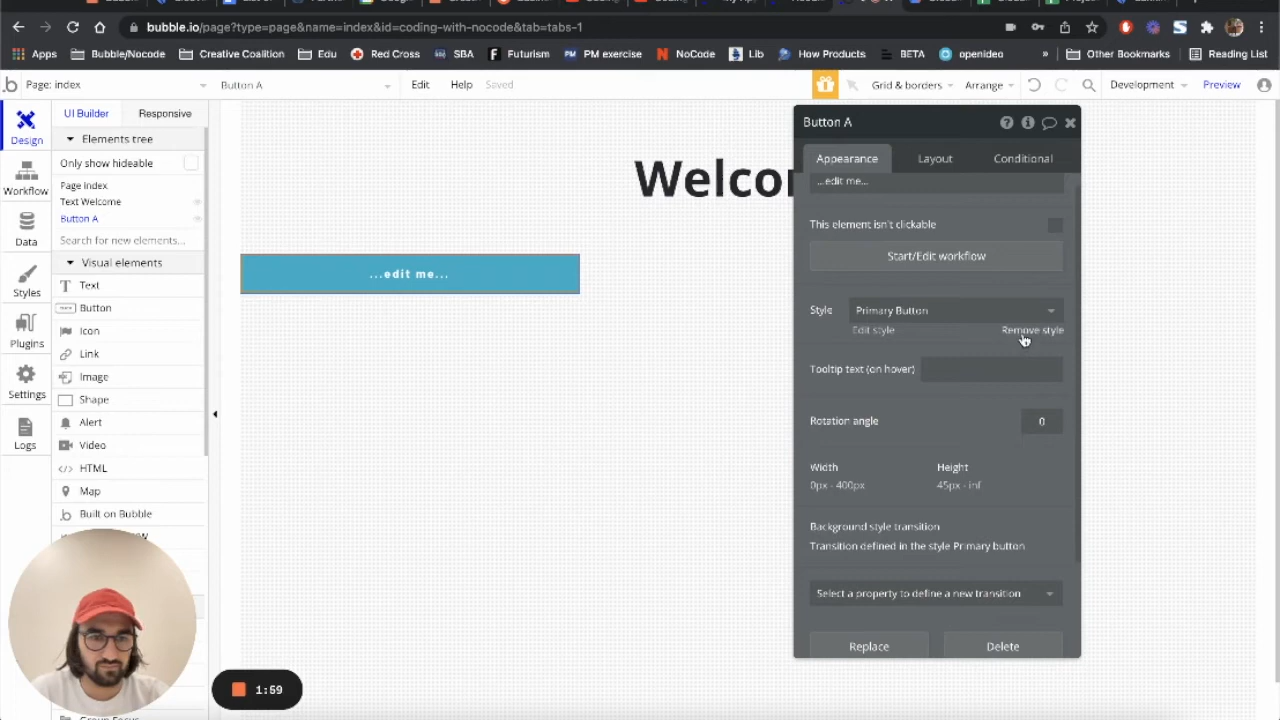 bubble.io/page?type=page&name=index&id=coding-with-nocode&tab=tabs-1
Apps
Bubble/Nocode
Creative Coalition
Edu
Red Cross
SBA
Futurism
PM exercise
NoCode
Lib
How Products
BETA
openideo
»
Other Bookmarks
Reading List
Page: index
Button A
Edit
Help
Saved
Grid & borders
Arrange
Development
Preview
Design
Workflow
Data
Styles
Plugins
Settings
Logs
UI Builder
Responsive
Elements tree
Only show hideable
Page Index
Text Welcome
Button A
Search for new elements...
Visual elements
Text
Button
Icon
Link
Image
Shape
Alert
Video
HTML
Map
Built on Bubble
Welcom
...edit me...
Button A
Appearance
Layout
Conditional
...edit me...
This element isn't clickable
Start/Edit workflow
Style
Primary Button
Edit style
Remove style
Tooltip text (on hover)
Rotation angle
0
Width
Height
0px - 400px
45px - inf
Background style transition
Transition defined in the style Primary button
Select a property to define a new transition
Replace
Delete
1:59